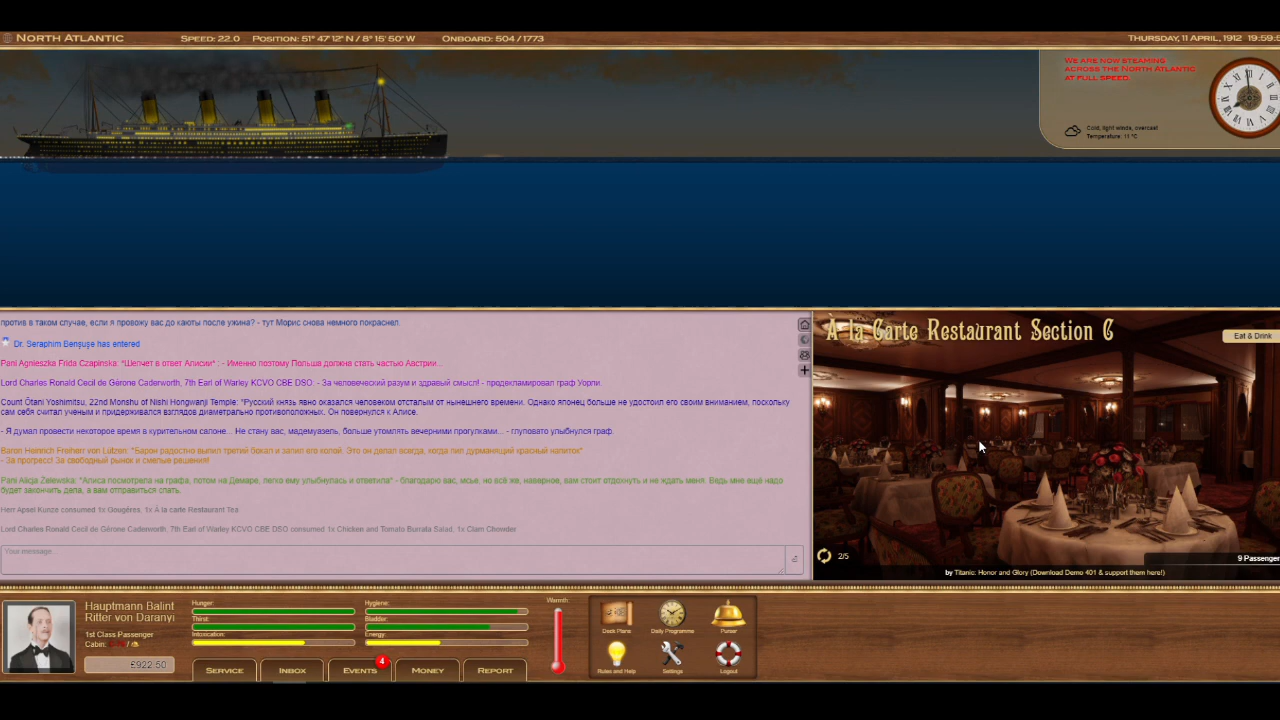 North Atlantic
Speed: 22.0 Position: 51° 47' 12" N / 8° 15' 50" W Onboard: 504 / 1773
Thursday, 11 April, 1912 19:59:5
We are now steaming
across the North Atlantic
at full speed.
Cold, light winds, overcast
Temperature: 11 °C
против в таком случае, если я провожу вас до каюты после ужина? - тут Морис снова немного покраснел.
Dr. Seraphim Benşuşe has entered
Pani Agnieszka Frida Czapinska: *Шепчет в ответ Алисии* : - Именно поэтому Польша должна стать частью Австрии...
Lord Charles Ronald Cecil de Gérone Caderworth, 7th Earl of Warley KCVO CBE DSO: - За человеческий разум и здравый смысл! - продекламировал граф Уорли.
Count Ōtani Yoshimitsu, 22nd Monshu of Nishi Hongwanji Temple: "Русский князь явно оказался человеком отсталым от нынешнего времени. Однако японец больше не удостоил его своим вниманием, поскольку
сам себя считал ученым и придерживался взглядов диаметрально противоположных. Он повернулся к Алисе.
- Я думал провести некоторое время в курительном салоне... Не стану вас, мадемуазель, больше утомлять вечерними прогулками... - глуповато улыбнулся граф.
Baron Heinrich Freiherr von Lützen: "Барон радостно выпил третий бокал и запил его колой. Это он делал всегда, когда пил дурманящий красный напиток"
- За прогресс! За свободный рынок и смелые решения!
Pani Alicja Zelewska: "Алиса посмотрела на графа, потом на Демаре, легко ему улыбнулась и ответила" - благодарю вас, мсье, но всё же, наверное, вам стоит отдохнуть и не ждать меня. Ведь мне ещё надо
будет закончить дела, а вам отправиться спать.
Herr Apsel Kunze consumed 1x Gougères, 1x À la carte Restaurant Tea
Lord Charles Ronald Cecil de Gérone Caderworth, 7th Earl of Warley KCVO CBE DSO consumed 1x Chicken and Tomato Burrata Salad, 1x Clam Chowder
Your message...
À la Carte Restaurant Section C
Eat & Drink
2/5
9 Passenger
by Titanic: Honor and Glory (Download Demo 401 & support them here!)
Hauptmann Balint
Ritter von Daranyi
1st Class Passenger
Cabin:
£922.50
Hunger:
Thirst:
Intoxication:
Hygiene:
Bladder:
Energy:
Warmth:
Service
Inbox
Events 4
Money
Report
Deck Plans
Daily Programme
Purser
Rules and Help
Settings
Logout